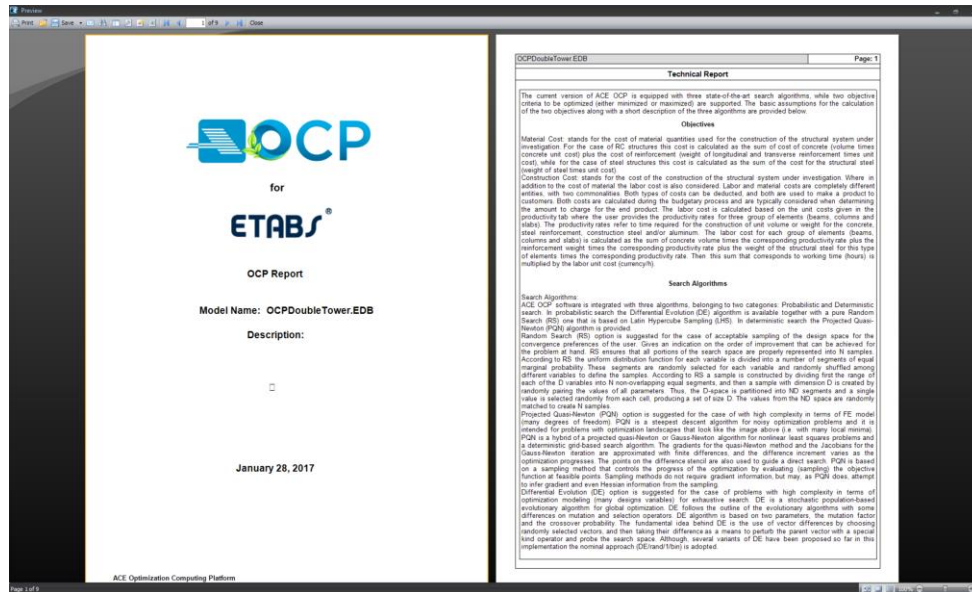 Preview
Print Save 1 of 9 Close
OCP
for
ETABS®
OCP Report
Model Name: OCPDoubleTower.EDB
Description:
January 28, 2017
ACE Optimization Computing Platform
OCPDoubleTower.EDB Page: 1
Technical Report
The current version of ACE OCP is equipped with three state-of-the-art search algorithms, while two objective
criteria to be optimized (either minimized or maximized) are supported. The basic assumptions for the calculation
of the two objectives along with a short description of the three algorithms are provided below.
Objectives
Material Cost: stands for the cost of material quantities used for the construction of the structural system under
investigation. For the case of RC structures this cost is calculated as the sum of cost of concrete (volume times
concrete unit cost) plus the cost of reinforcement (weight of longitudinal and transverse reinforcement times unit
cost), while for the case of steel structures this cost is calculated as the sum of the cost for the structural steel
(weight of steel times unit cost).
Construction Cost: stands for the cost of the construction of the structural system under investigation. Where in
addition to the cost of material the labor cost is also considered. Labor and material costs are completely different
entities, with two commonalities. Both types of costs can be deducted, and both are used to make a product to
customers. Both costs are calculated during the budgetary process and are typically considered when determining
the amount to charge for the end product. The labor cost is calculated based on the unit costs given in the
productivity tab where the user provides the productivity rates for three group of elements (beams, columns and
slabs). The productivity rates refer to time required for the construction of unit volume or weight for the concrete,
steel reinforcement, construction steel and/or aluminum. The labor cost for each group of elements (beams,
columns and slabs) is calculated as the sum of concrete volume times the corresponding productivity rate plus the
reinforcement weight times the corresponding productivity rate plus the weight of the structural steel for this type
of elements times the corresponding productivity rate. Then this sum that corresponds to working time (hours) is
multiplied by the labor unit cost (currency/h).
Search Algorithms
Search Algorithms:
ACE OCP software is integrated with three algorithms, belonging to two categories: Probabilistic and Deterministic
search. In probabilistic search the Differential Evolution (DE) algorithm is available together with a pure Random
Search (RS) one that is based on Latin Hypercube Sampling (LHS). In deterministic search the Projected Quasi-
Newton (PQN) algorithm is provided.
Random Search (RS) option is suggested for the case of acceptable sampling of the design space for the
convergence preferences of the user. Gives an indication on the order of improvement that can be achieved for
the problem at hand. RS ensures that all portions of the search space are properly represented into N samples.
According to RS the uniform distribution function for each variable is divided into a number of segments of equal
marginal probability. These segments are randomly selected for each variable and randomly shuffled among
different variables to define the samples. According to RS a sample is constructed by dividing first the range of
each of the D variables into N non-overlapping equal segments, and then a sample with dimension D is created by
randomly pairing the values of all parameters. Thus, the D-space is partitioned into ND segments and a single
value is selected randomly from each cell, producing a set of size D. The values from the ND space are randomly
matched to create N samples.
Projected Quasi-Newton (PQN) option is suggested for the case of with high complexity in terms of FE model
(many degrees of freedom). PQN is a steepest descent algorithm for noisy optimization problems and it is
intended for problems with optimization landscapes that look like the image above (i.e. with many local minima).
PQN is a hybrid of a projected quasi-Newton or Gauss-Newton algorithm for nonlinear least squares problems and
a deterministic grid-based search algorithm. The gradients for the quasi-Newton method and the Jacobians for the
Gauss-Newton iteration are approximated with finite differences, and the difference increment varies as the
optimization progresses. The points on the difference stencil are also used to guide a direct search. PQN is based
on a sampling method that controls the progress of the optimization by evaluating (sampling) the objective
function at feasible points. Sampling methods do not require gradient information, but may, as PQN does, attempt
to infer gradient and even Hessian information from the sampling.
Differential Evolution (DE) option is suggested for the case of problems with high complexity in terms of
optimization modeling (many designs variables) for exhaustive search. DE is a stochastic population-based
evolutionary algorithm for global optimization. DE follows the outline of the evolutionary algorithms with some
differences on mutation and selection operators. DE algorithm is based on two parameters, the mutation factor
and the crossover probability. The fundamental idea behind DE is the use of vector differences by choosing
randomly selected vectors, and then taking their difference as a means to perturb the parent vector with a special
kind operator and probe the search space. Although, several variants of DE have been proposed so far in this
implementation the nominal approach (DE/rand/1/bin) is adopted.
Page 1 of 9 100%